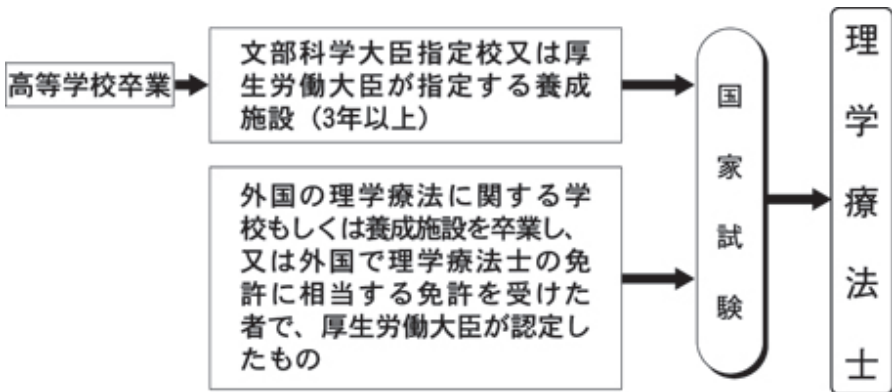 高等学校卒業
文部科学大臣指定校又は厚
生労働大臣が指定する養成
施設（3年以上）
外国の理学療法に関する学
校もしくは養成施設を卒業し、
又は外国で理学療法士の免
許に相当する免許を受けた
者で、厚生労働大臣が認定し
たもの
国家試験
理学療法士